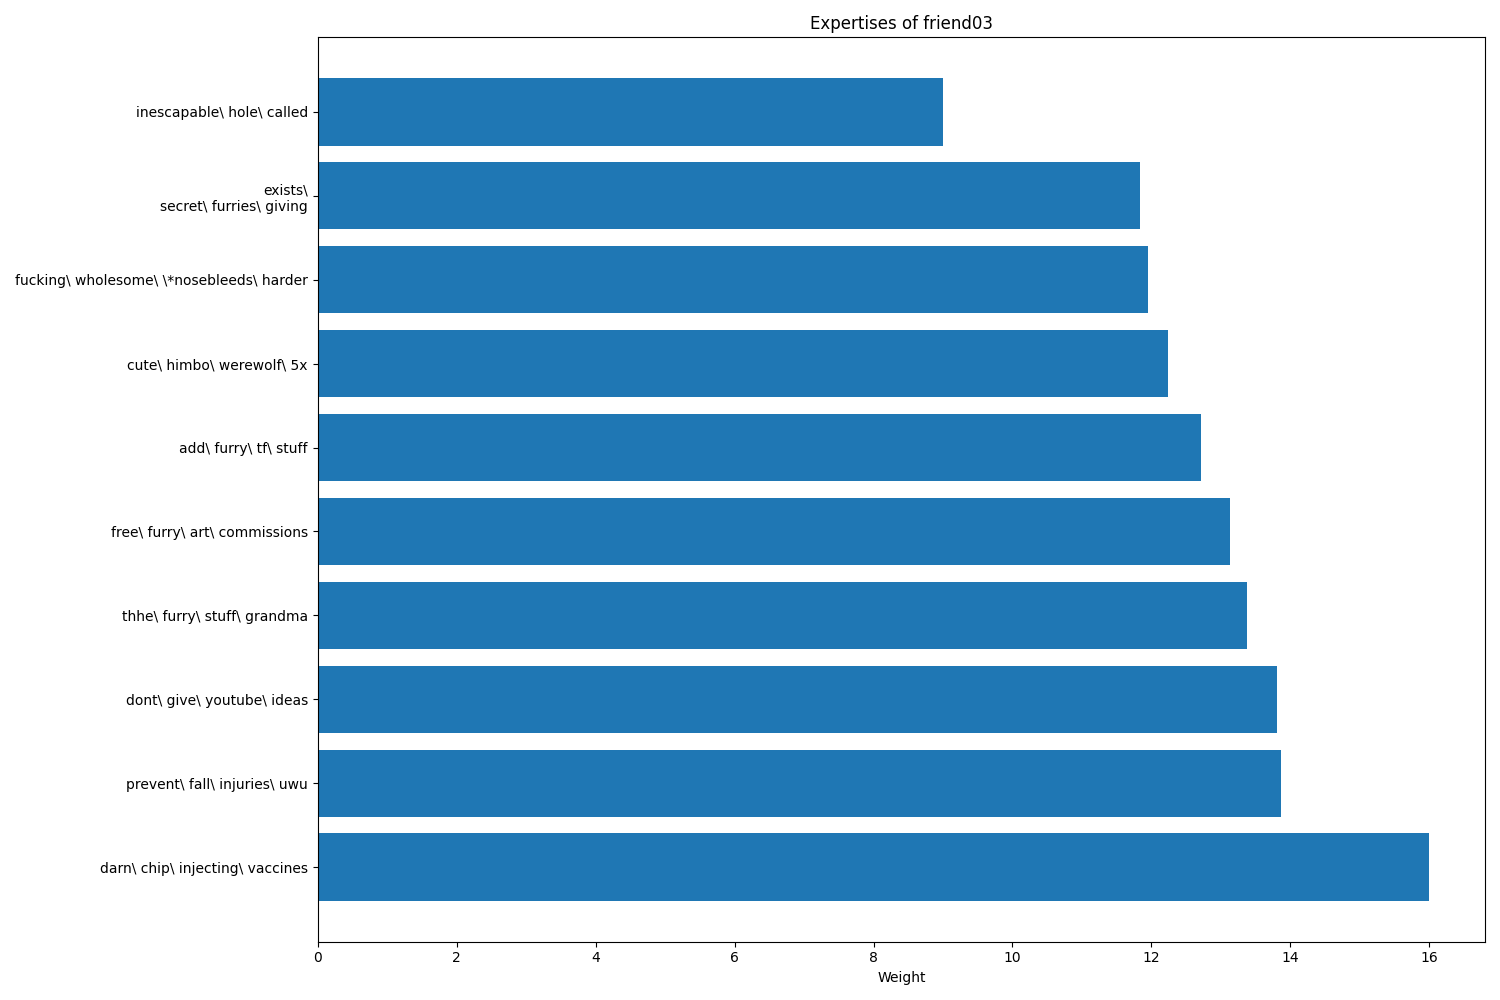 Expertises of friend03
inescapable\ hole\ called
exists\
secret\ furries\ giving
fucking\ wholesome\ \*nosebleeds\ harder
cute\ himbo\ werewolf\ 5x
add\ furry\ tf\ stuff
free\ furry\ art\ commissions
thhe\ furry\ stuff\ grandma
dont\ give\ youtube\ ideas
prevent\ fall\ injuries\ uwu
darn\ chip\ injecting\ vaccines
0 2 4 6 8 10 12 14 16
Weight